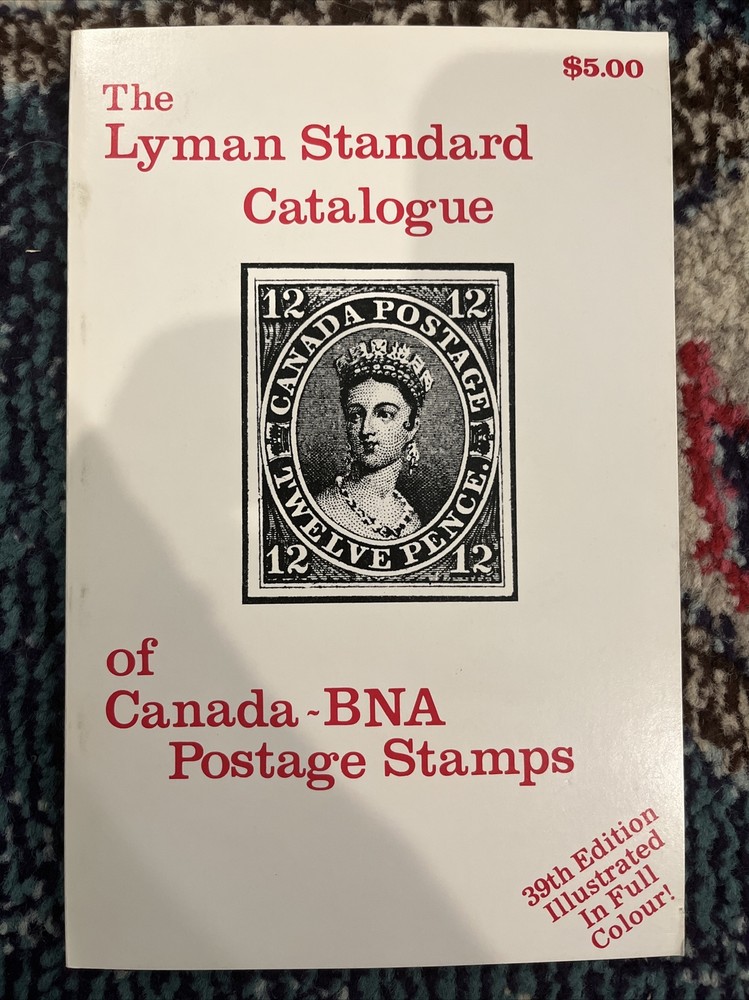 $5.00
The
Lyman Standard
Catalogue
12 12
CANADA POSTAGE
TWELVE PENCE.
12 12
of
Canada ~ BNA
Postage Stamps
39th Edition
Illustrated
In Full
Colour!